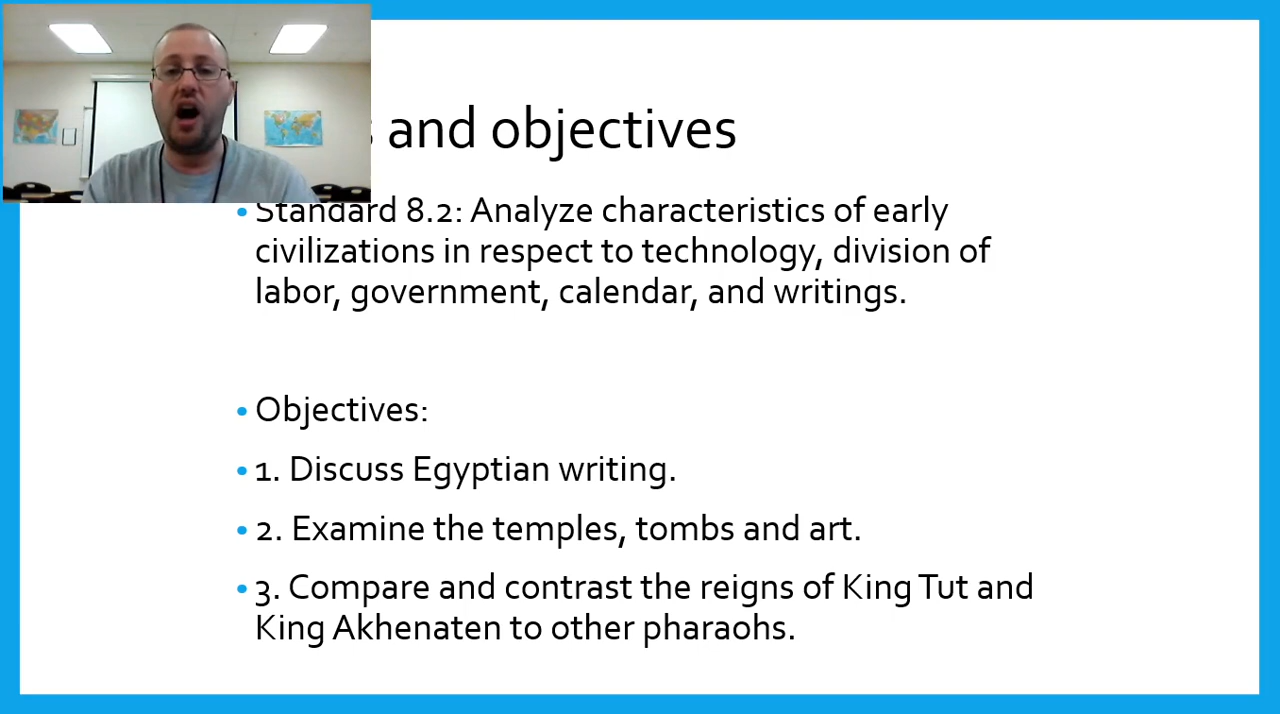 and objectives
• Standard 8.2: Analyze characteristics of early
civilizations in respect to technology, division of
labor, government, calendar, and writings.
• Objectives:
• 1. Discuss Egyptian writing.
• 2. Examine the temples, tombs and art.
• 3. Compare and contrast the reigns of King Tut and
King Akhenaten to other pharaohs.